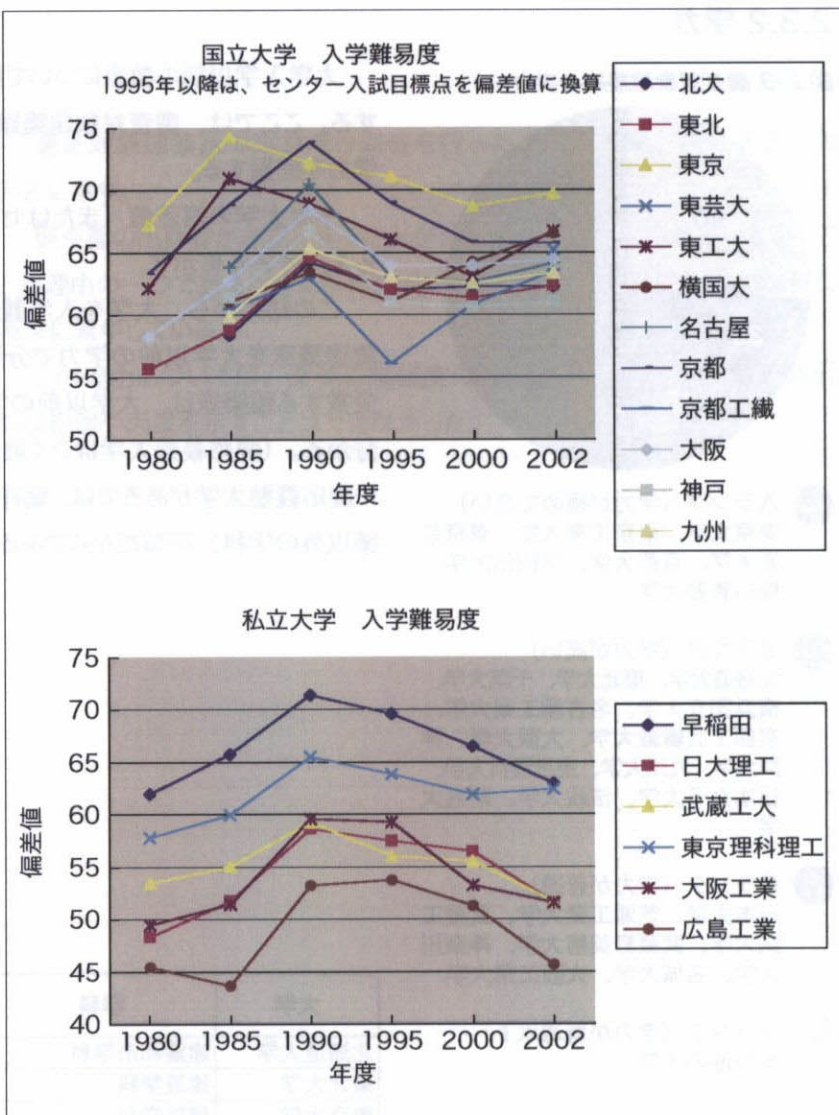 国立大学　入学難易度
1995年以降は、センター入試目標点を偏差値に換算
75
70
65
60
55
50
偏差値
1980 1985 1990 1995 2000 2002
年度
北大
東北
東京
東芸大
東工大
横国大
名古屋
京都
京都工繊
大阪
神戸
九州
私立大学　入学難易度
75
70
65
60
55
50
45
40
偏差値
1980 1985 1990 1995 2000 2002
年度
早稲田
日大理工
武蔵工大
東京理科理工
大阪工業
広島工業